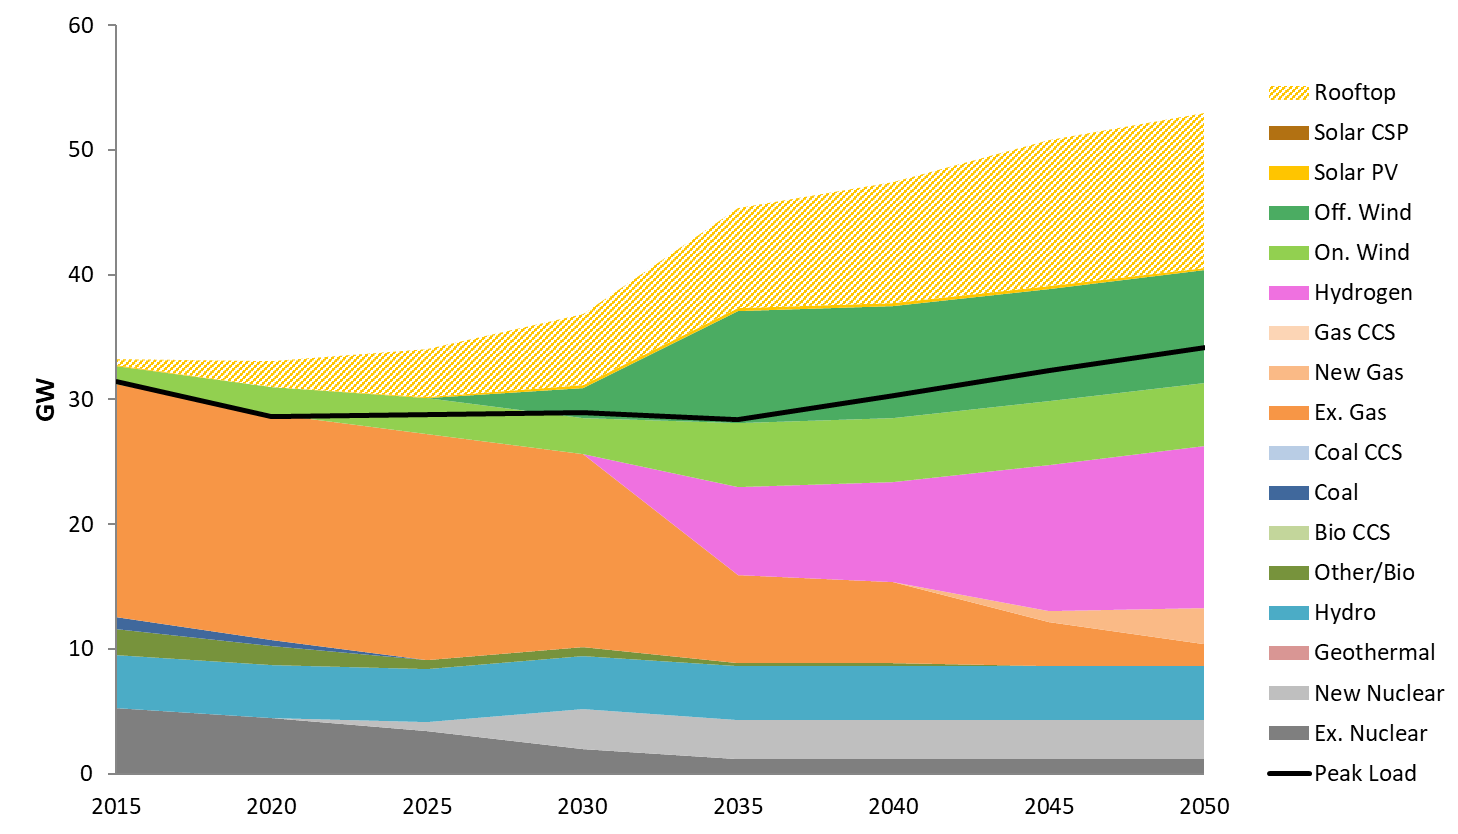 60
50
40
30
20
10
0
GW
2015 2020 2025 2030 2035 2040 2045 2050
Rooftop
Solar CSP
Solar PV
Off. Wind
On. Wind
Hydrogen
Gas CCS
New Gas
Ex. Gas
Coal CCS
Coal
Bio CCS
Other/Bio
Hydro
Geothermal
New Nuclear
Ex. Nuclear
Peak Load